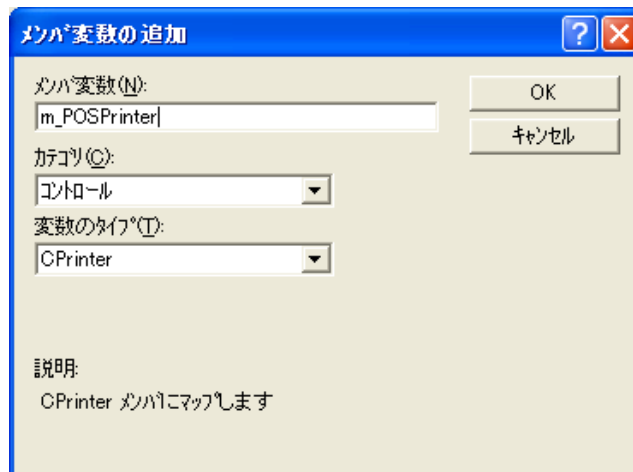 メンバ変数の追加
メンバ変数(N):
m_POSPrinter
OK
キャンセル
カテゴリ(C):
コントロール
変数のタイプ(T):
CPrinter
説明:
CPrinter メンバにマップします